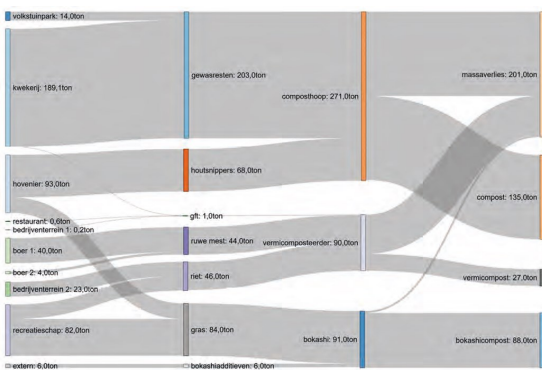 volkstuinpark: 14,0ton
kwekerij: 189,1ton
hovenier: 93,0ton
restaurant: 0,6ton
bedrijventerrein 1: 0,2ton
boer 1: 40,0ton
boer 2: 4,0ton
bedrijventerrein 2: 23,0ton
recreatieschap: 82,0ton
extern: 6,0ton
gewasresten: 203,0ton
houtsnippers: 68,0ton
gft: 1,0ton
ruwe mest: 44,0ton
riet: 46,0ton
gras: 84,0ton
bokashiadditieven: 6,0ton
composthoop: 271,0ton
vermicomposteerder: 90,0ton
bokashi: 91,0ton
massaverlies: 201,0ton
compost: 135,0ton
vermicompost: 27,0ton
bokashicompost: 88,0ton